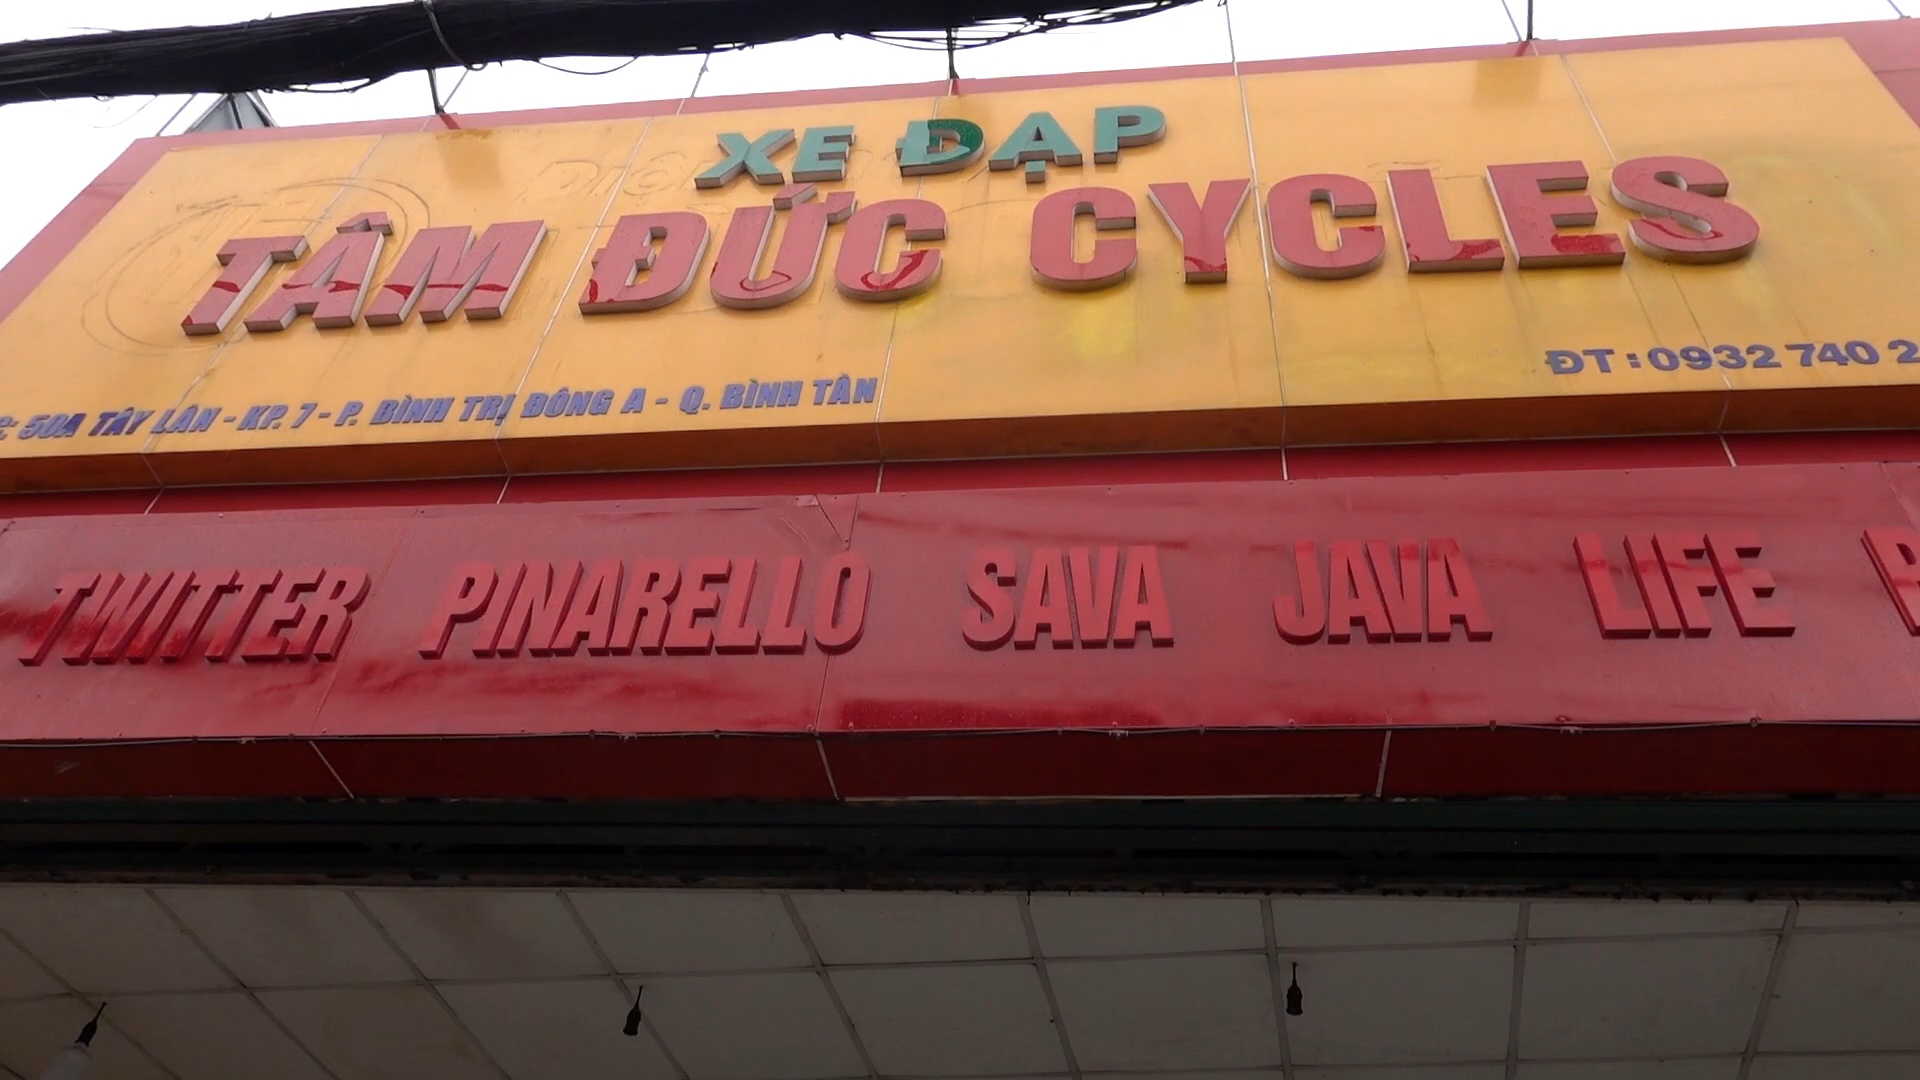 XE ĐẠP
TÂM ĐỨC CYCLES
50A TÂY LÂN - KP. 7 - P. BÌNH TRỊ ĐÔNG A - Q. BÌNH TÂN
ĐT : 0932 740 2
TWITTER PINARELLO SAVA JAVA LIFE